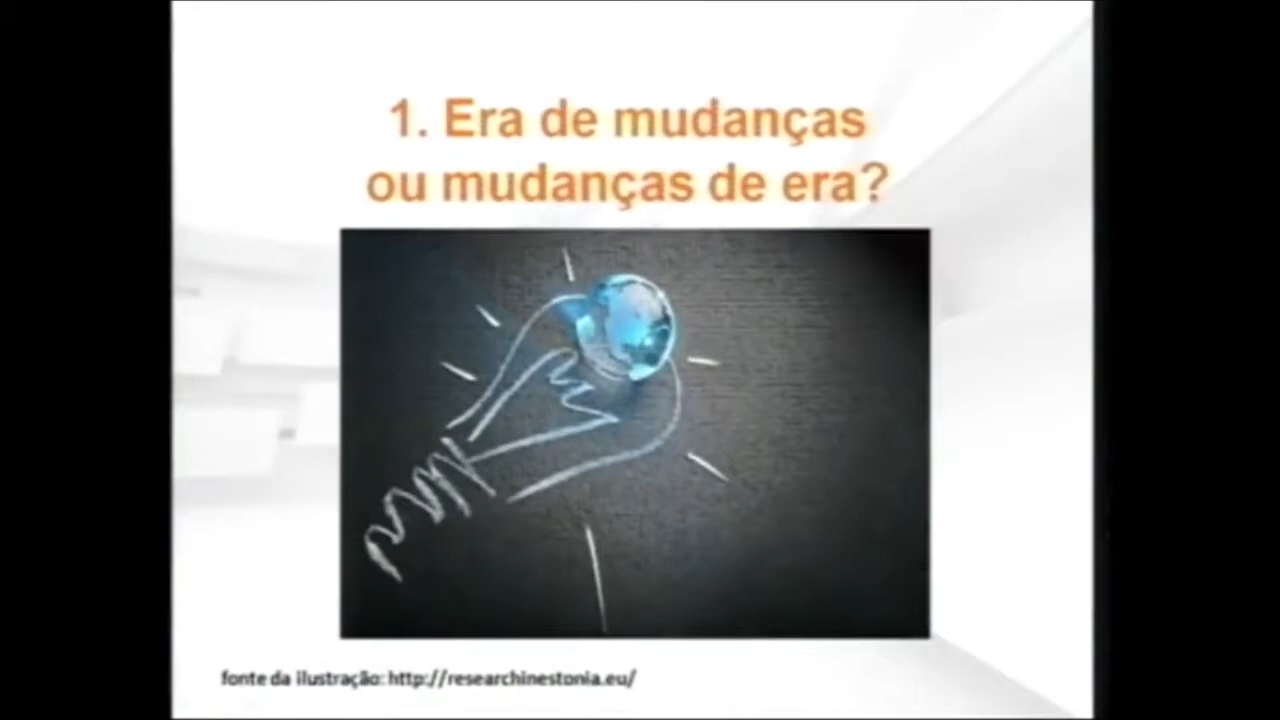 1. Era de mudanças
ou mudanças de era?
fonte da ilustração: http://researchinestonia.eu/